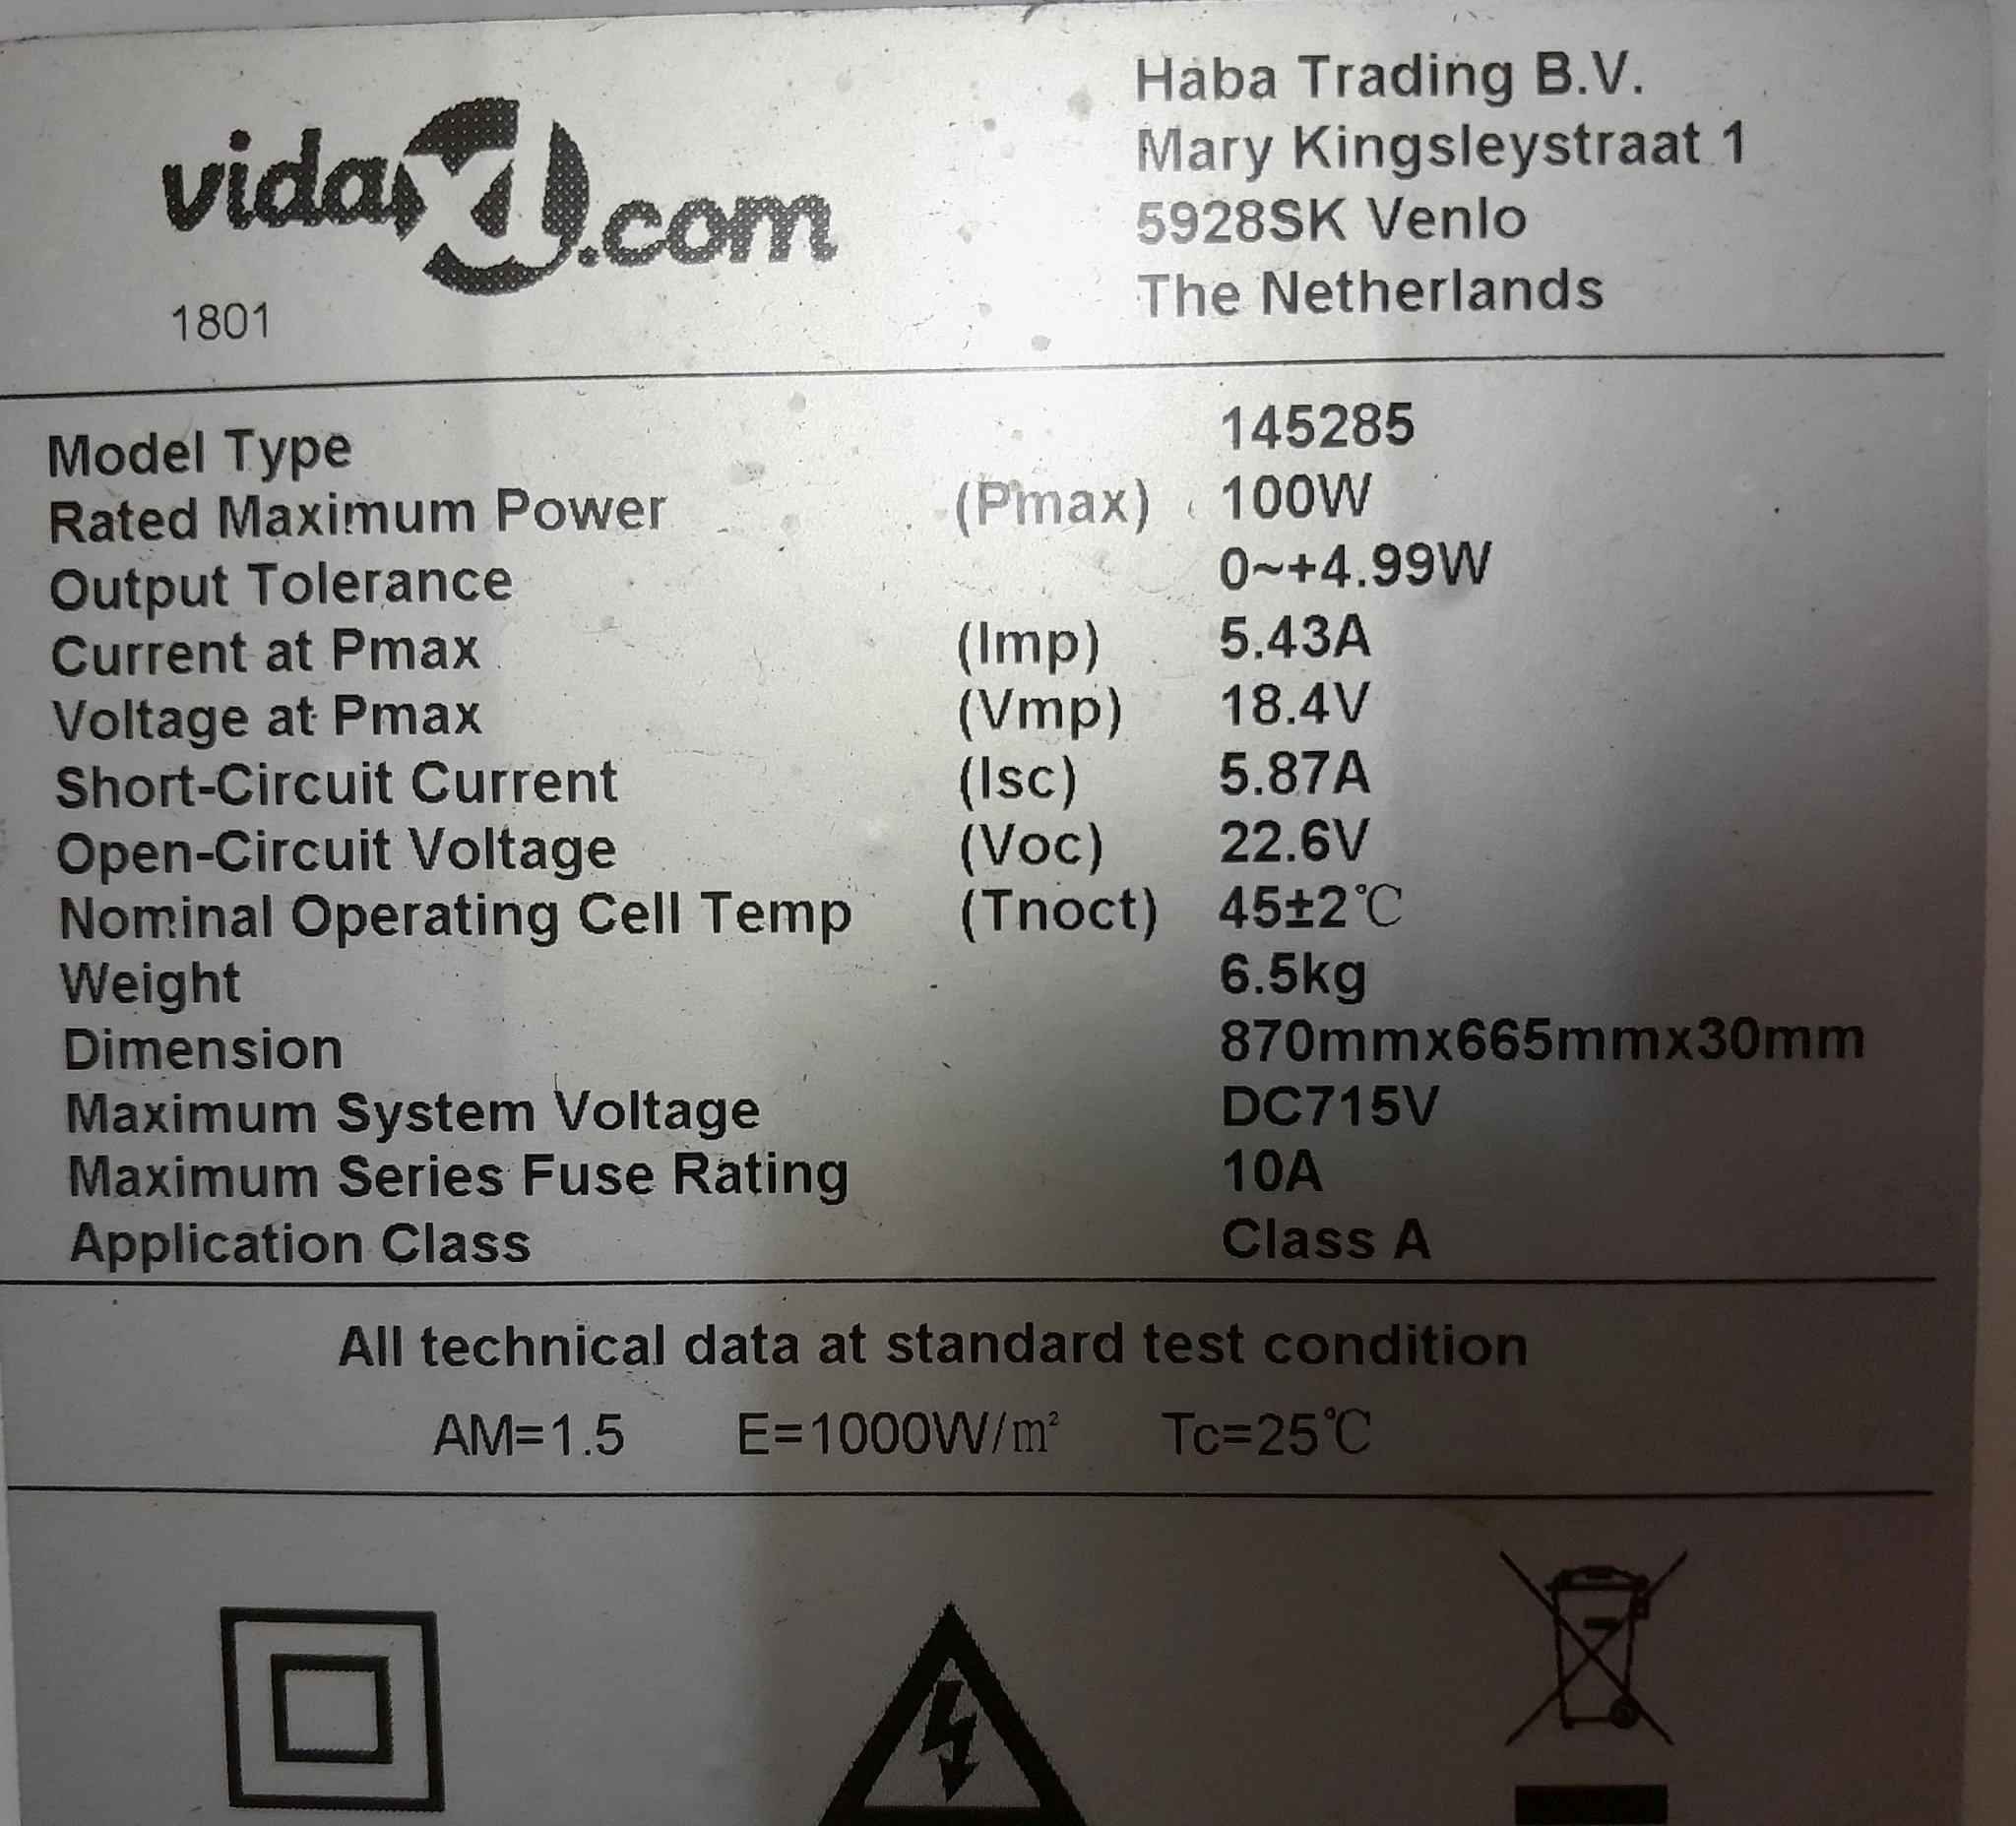 vidaXL.com
1801
Haba Trading B.V.
Mary Kingsleystraat 1
5928SK Venlo
The Netherlands
Model Type 145285
Rated Maximum Power (Pmax) 100W
Output Tolerance 0~+4.99W
Current at Pmax (Imp) 5.43A
Voltage at Pmax (Vmp) 18.4V
Short-Circuit Current (Isc) 5.87A
Open-Circuit Voltage (Voc) 22.6V
Nominal Operating Cell Temp (Tnoct) 45±2℃
Weight 6.5kg
Dimension 870mmx665mmx30mm
Maximum System Voltage DC715V
Maximum Series Fuse Rating 10A
Application Class Class A
All technical data at standard test condition
AM=1.5 E=1000W/m² Tc=25℃